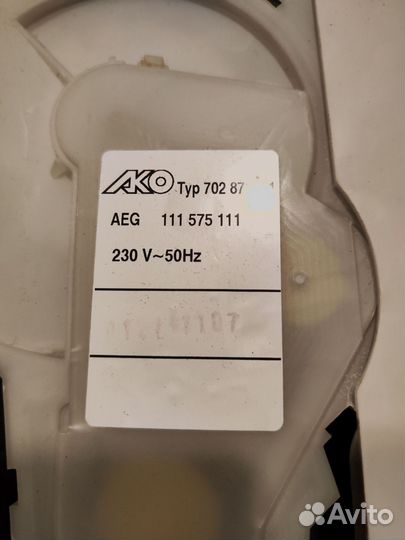 AKO Typ 702 87
AEG 111 575 111
230 V~50Hz
Avito